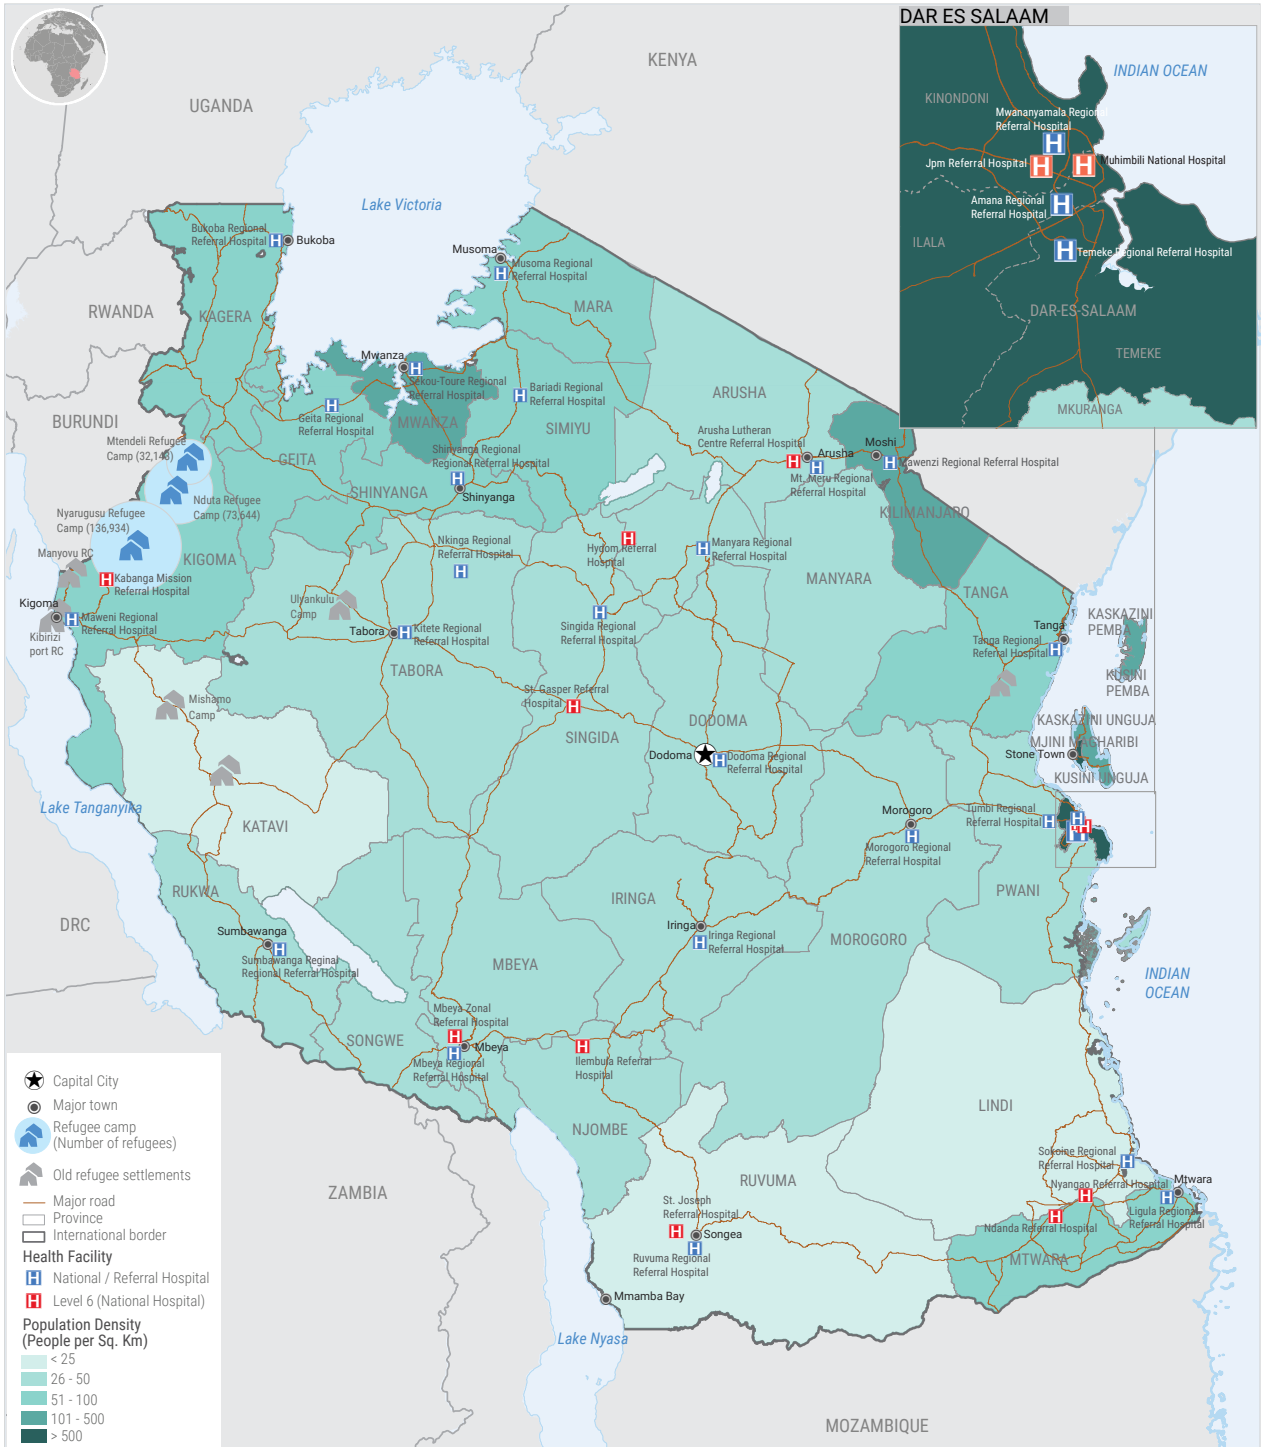 DAR ES SALAAM
INDIAN OCEAN
KINONDONI
Mwananyamala Regional
Referral Hospital
Jpm Referral Hospital
Muhimbili National Hospital
Amana Regional
Referral Hospital
ILALA
Temeke Regional Referral Hospital
DAR-ES-SALAAM
TEMEKE
MKURANGA
KENYA
UGANDA
Lake Victoria
Bukoba Regional
Referral Hospital
Bukoba
Musoma
Musoma Regional
Referral Hospital
RWANDA
KAGERA
MARA
Mwanza
Sekou-Toure Regional
Referral Hospital
Bariadi Regional
Referral Hospital
ARUSHA
BURUNDI
Geita Regional
Referral Hospital
MWANZA
SIMIYU
Mtendeli Refugee
Camp (32,148)
GEITA
Shinyanga Regional
Regional Referral Hospital
Arusha Lutheran
Centre Referral Hospital
Arusha
Moshi
Mawenzi Regional Referral Hospital
Mt. Meru Regional
Referral Hospital
Nduta Refugee
Camp (73,644)
SHINYANGA
Shinyanga
Nyarugusu Refugee
Camp (136,934)
KILIMANJARO
Manyovu RC
KIGOMA
Nkinga Regional
Referral Hospital
Hydom Referral
Hospital
Manyara Regional
Referral Hospital
MANYARA
Kabanga Mission
Referral Hospital
Kigoma
Maweni Regional
Referral Hospital
Kibirizi
port RC
Ulyankulu
Camp
Tabora
Kitete Regional
Referral Hospital
Singida Regional
Referral Hospital
TANGA
Tanga
Tanga Regional
Referral Hospital
KASKAZINI
PEMBA
KUSINI
PEMBA
TABORA
Mishamo
Camp
St. Gasper Referral
Hospital
SINGIDA
DODOMA
Dodoma
Dodoma Regional
Referral Hospital
KASKAZINI UNGUJA
MJINI MAGHARIBI
Stone Town
KUSINI UNGUJA
Lake Tanganyika
KATAVI
Morogoro
Morogoro Regional
Referral Hospital
Tumbi Regional
Referral Hospital
RUKWA
IRINGA
PWANI
DRC
Sumbawanga
Sumbawanga Reginal
Regional Referral Hospital
Iringa
Iringa Regional
Referral Hospital
MOROGORO
MBEYA
INDIAN
OCEAN
Mbeya Zonal
Referral Hospital
SONGWE
Mbeya
Mbeya Regional
Referral Hospital
Ilembula Referral
Hospital
LINDI
NJOMBE
Sokoine Regional
Referral Hospital
RUVUMA
Nyangao Referral Hospital
Mtwara
ZAMBIA
St. Joseph
Referral Hospital
Songea
Ruvuma Regional
Referral Hospital
Ndanda Referral Hospital
Ligula Regional
Referral Hospital
MTWARA
Mmamba Bay
Lake Nyasa
MOZAMBIQUE
Capital City
Major town
Refugee camp
(Number of refugees)
Old refugee settlements
Major road
Province
International border
Health Facility
H National / Referral Hospital
H Level 6 (National Hospital)
Population Density
(People per Sq. Km)
< 25
26 - 50
51 - 100
101 - 500
> 500